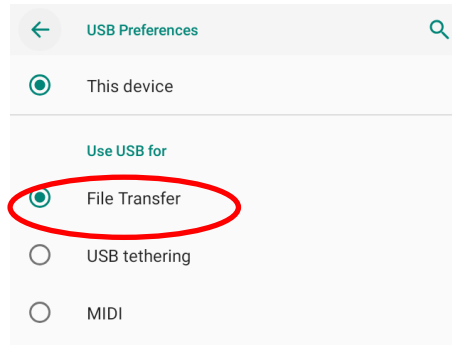 USB Preferences
This device
Use USB for
File Transfer
USB tethering
MIDI